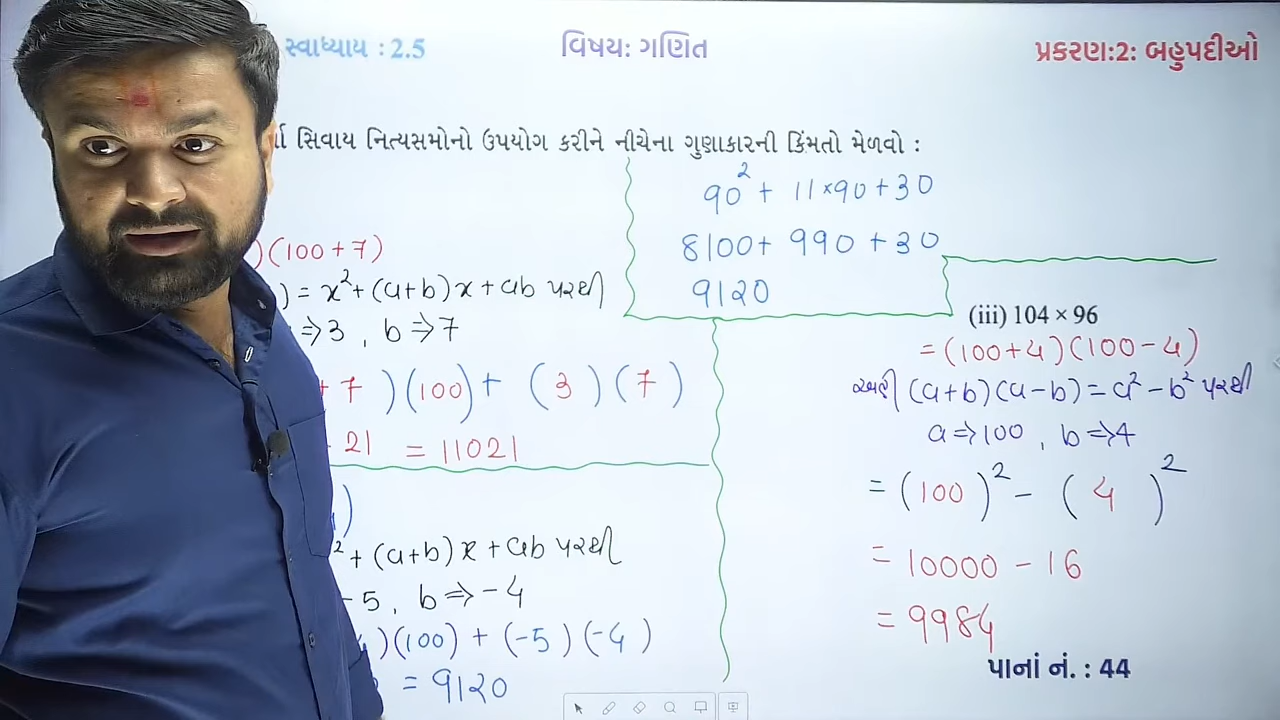 સ્વાધ્યાય : 2.5
વિષય: ગણિત
પ્રકરણ:2: બહુપદીઓ
સિવાય નિત્યસમોનો ઉપયોગ કરીને નીચેના ગુણાકારની કિંમતો મેળવો :
)(100+7)
) = x²+(a+b)x+ab પરથી
⇒3, b⇒7
+7 )(100)+ (3)(7)
21 = 11021
² + (a+b)x+ab પરથી
-5, b⇒-4
)(100) + (-5)(-4)
= 9120
90² + 11×90+30
8100+ 990 +30
9120
(iii) 104 × 96
=(100+4)(100-4)
અહી (a+b)(a-b)=a²-b² પરથી
a⇒100, b⇒4
= (100)² - (4)²
= 10000 - 16
= 9984
પાનાં નં. : 44